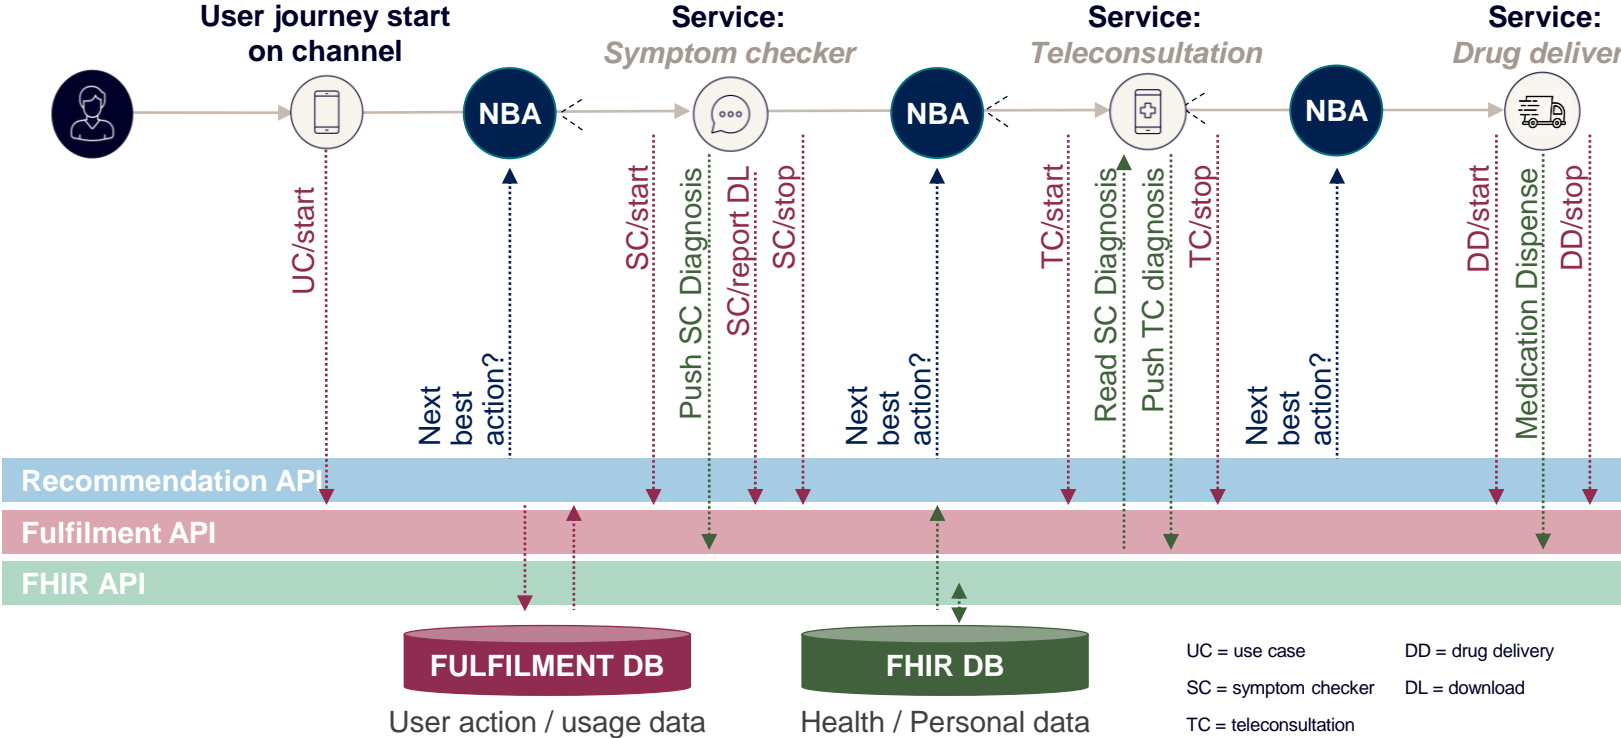 User journey start
on channel
Service:
Symptom checker
Service:
Teleconsultation
Service:
Drug deliver
NBA
NBA
NBA
UC/start
Next
best
action?
SC/start
Push SC Diagnosis
SC/report DL
SC/stop
Next
best
action?
TC/start
Read SC Diagnosis
Push TC diagnosis
TC/stop
Next
best
action?
DD/start
Medication Dispense
DD/stop
Recommendation API
Fulfilment API
FHIR API
FULFILMENT DB
User action / usage data
FHIR DB
Health / Personal data
UC = use case
DD = drug delivery
SC = symptom checker
DL = download
TC = teleconsultation